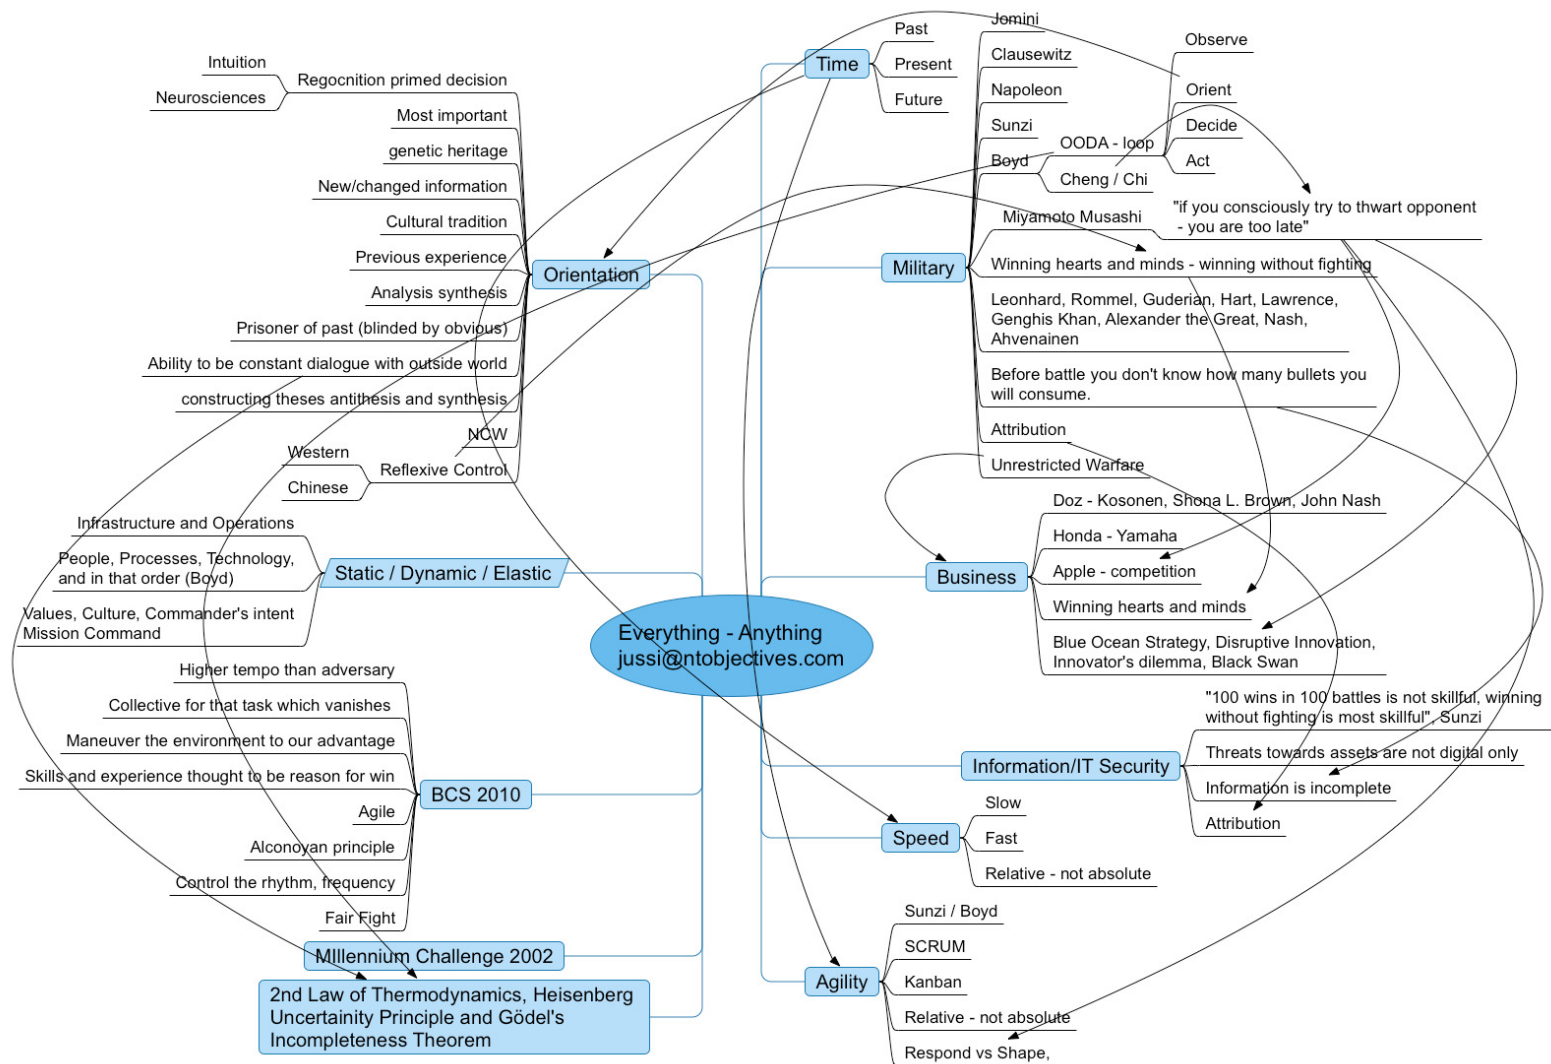 Everything - Anything
jussi@ntobjectives.com
Time
Past
Present
Future
Military
Jomini
Clausewitz
Napoleon
Sunzi
Boyd
OODA - loop
Observe
Orient
Decide
Act
Cheng / Chi
Miyamoto Musashi
"if you consciously try to thwart opponent
- you are too late"
Winning hearts and minds - winning without fighting
Leonhard, Rommel, Guderian, Hart, Lawrence,
Genghis Khan, Alexander the Great, Nash,
Ahvenainen
Before battle you don't know how many bullets you
will consume.
Attribution
Unrestricted Warfare
Business
Doz - Kosonen, Shona L. Brown, John Nash
Honda - Yamaha
Apple - competition
Winning hearts and minds
Blue Ocean Strategy, Disruptive Innovation,
Innovator's dilemma, Black Swan
Information/IT Security
"100 wins in 100 battles is not skillful, winning
without fighting is most skillful", Sunzi
Threats towards assets are not digital only
Information is incomplete
Attribution
Speed
Slow
Fast
Relative - not absolute
Agility
Sunzi / Boyd
SCRUM
Kanban
Relative - not absolute
Respond vs Shape,
Orientation
Regocnition primed decision
Intuition
Neurosciences
Most important
genetic heritage
New/changed information
Cultural tradition
Previous experience
Analysis synthesis
Prisoner of past (blinded by obvious)
Ability to be constant dialogue with outside world
constructing theses antithesis and synthesis
NCW
Reflexive Control
Western
Chinese
Static / Dynamic / Elastic
Infrastructure and Operations
People, Processes, Technology,
and in that order (Boyd)
Values, Culture, Commander's intent
Mission Command
BCS 2010
Higher tempo than adversary
Collective for that task which vanishes
Maneuver the environment to our advantage
Skills and experience thought to be reason for win
Agile
Alconoyan principle
Control the rhythm, frequency
Fair Fight
MIllennium Challenge 2002
2nd Law of Thermodynamics, Heisenberg
Uncertainity Principle and Gödel's
Incompleteness Theorem